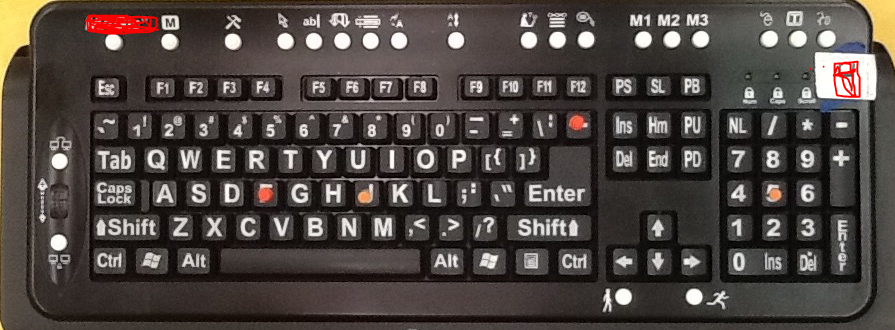 M ab| A A M1 M2 M3
Esc F1 F2 F3 F4 F5 F6 F7 F8 F9 F10 F11 F12 PS SL PB Num Caps Scroll
` ~ 1 ! 2 @ 3 # 4 $ 5 % 6 ^ 7 & 8 * 9 ( 0 ) - _ = + \ | Ins Hm PU NL / * -
Tab Q W E R T Y U I O P [ { ] } Del End PD 7 8 9 +
Caps Lock A S D F G H J K L ; : ' " Enter 4 5 6
Shift Z X C V B N M , < . > / ? Shift 1 2 3 Enter
Ctrl Alt Alt Ctrl 0 Ins . Del